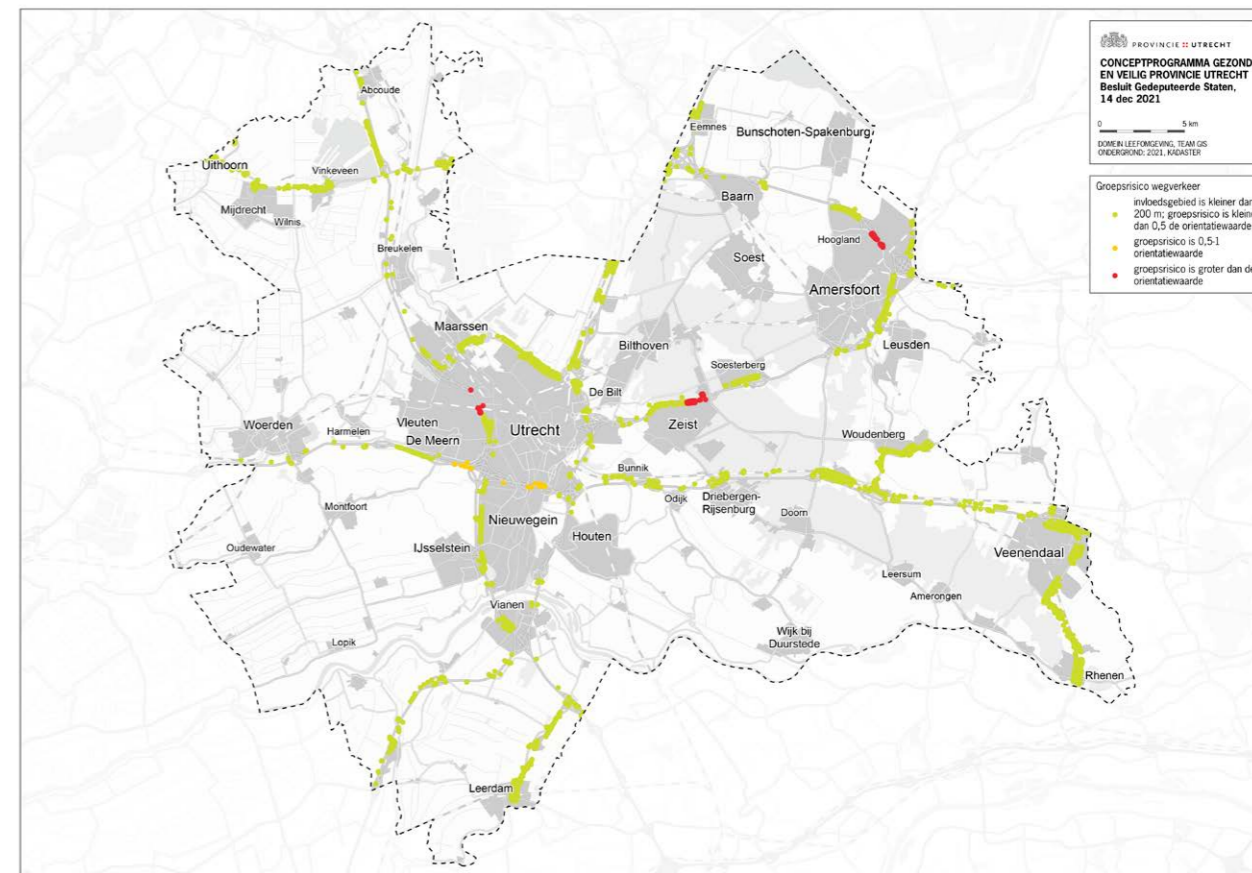 PROVINCIE UTRECHT
CONCEPTPROGRAMMA GEZOND
EN VEILIG PROVINCIE UTRECHT
Besluit Gedeputeerde Staten,
14 dec 2021
0 5 km
DOMEIN LEEFOMGEVING, TEAM GIS
ONDERGROND: 2021, KADASTER
Groepsrisico wegverkeer
invloedsgebied is kleiner dan
200 m; groepsrisico is klein
dan 0,5 de orientatiewaarde
groepsrisico is 0,5-1
orientatiewaarde
groepsrisico is groter dan de
orientatiewaarde
Abcoude
Eemnes
Bunschoten-Spakenburg
Uithoorn
Vinkeveen
Baarn
Mijdrecht
Wilnis
Hoogland
Breukelen
Soest
Amersfoort
Maarssen
Bilthoven
Leusden
Soesterberg
De Bilt
Vleuten
Woerden
Harmelen
De Meern
Utrecht
Zeist
Woudenberg
Bunnik
Odijk
Driebergen-
Rijsenburg
Montfoort
Doorn
Nieuwegein
Houten
Oudewater
IJsselstein
Veenendaal
Leersum
Amerongen
Vianen
Lopik
Wijk bij
Duurstede
Rhenen
Leerdam